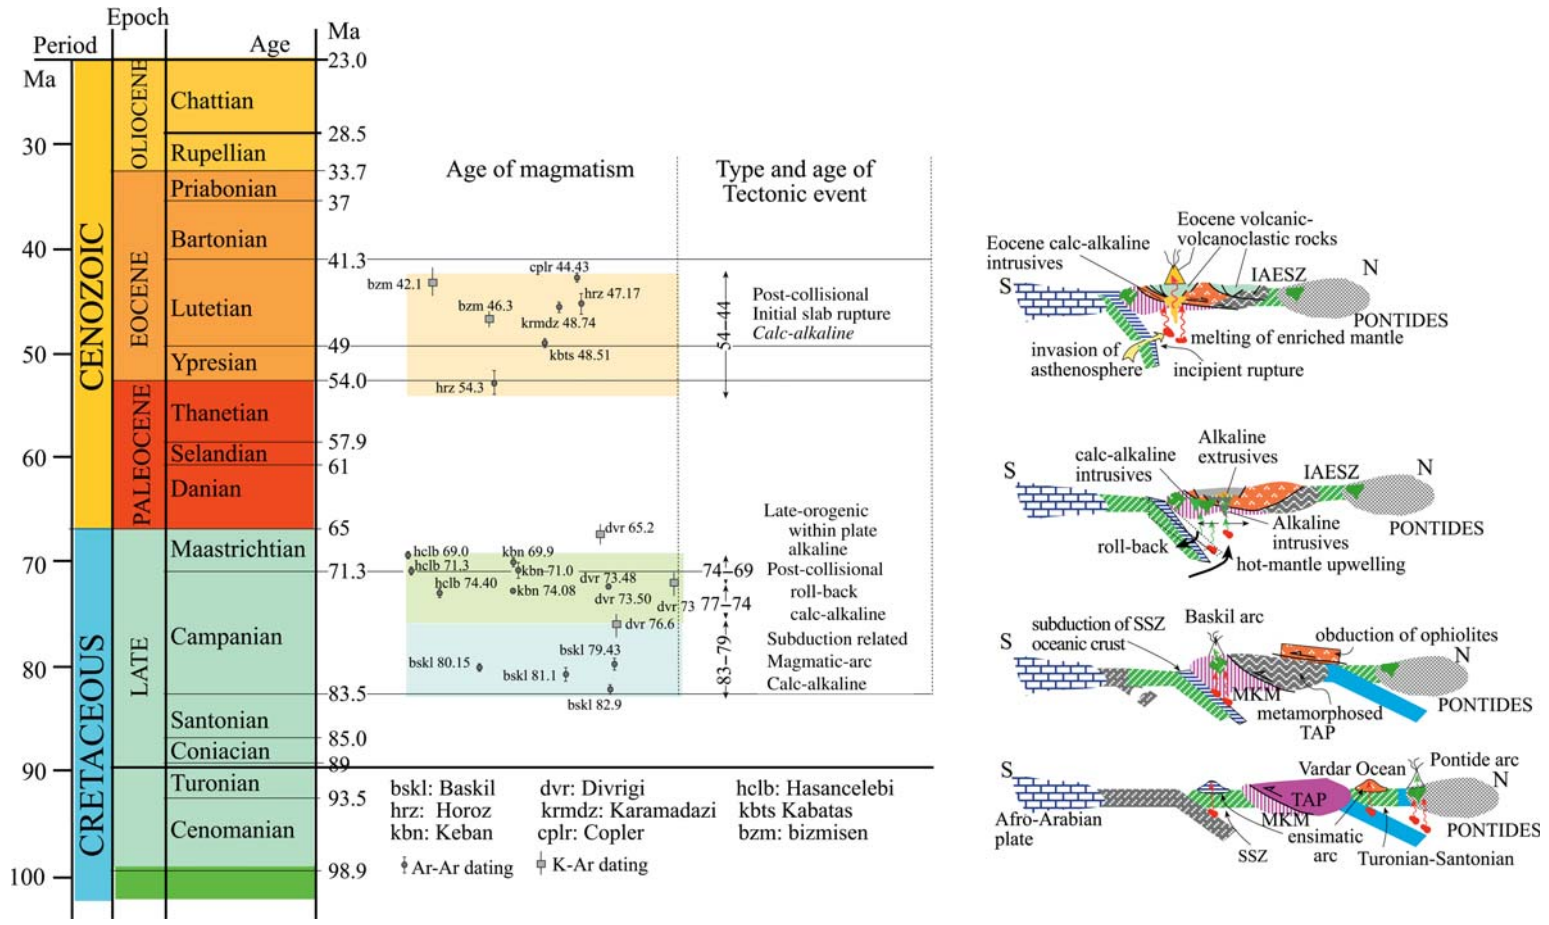 Epoch
Period
Age
Ma
Ma
23.0
OLIOCENE
Chattian
28.5
30
Rupellian
33.7
Priabonian
37
40
Bartonian
41.3
CENOZOIC
EOCENE
Lutetian
49
50
Ypresian
54.0
PALEOCENE
Thanetian
57.9
60
Selandian
61
Danian
65
Maastrichtian
70
71.3
CRETACEOUS
LATE
Campanian
80
83.5
Santonian
85.0
Coniacian
89
90
Turonian
93.5
Cenomanian
98.9
100
Age of magmatism
Type and age of
Tectonic event
cplr 44.43
bzm 42.1
hrz 47.17
bzm 46.3
krmdz 48.74
kbts 48.51
hrz 54.3
54–44
Post-collisional
Initial slab rupture
Calc-alkaline
dvr 65.2
hclb 69.0
kbn 69.9
hclb 71.3
kbn 71.0
hclb 74.40
dvr 73.48
kbn 74.08
dvr 73.50
dvr 73
dvr 76.6
bskl 79.43
bskl 80.15
bskl 81.1
bskl 82.9
Late-orogenic
within plate
alkaline
74–69
Post-collisional
roll-back
77–74
calc-alkaline
83–79
Subduction related
Magmatic-arc
Calc-alkaline
bskl: Baskil
dvr: Divrigi
hclb: Hasancelebi
hrz: Horoz
krmdz: Karamadazi
kbts Kabatas
kbn: Keban
cplr: Copler
bzm: bizmisen
Ar-Ar dating
K-Ar dating
Eocene volcanic-
volcanoclastic rocks
Eocene calc-alkaline
intrusives
IAESZ
N
S
PONTIDES
melting of enriched mantle
invasion of
asthenosphere
incipient rupture
Alkaline
extrusives
calc-alkaline
intrusives
S
IAESZ
N
PONTIDES
Alkaline
intrusives
roll-back
hot-mantle upwelling
Baskil arc
subduction of SSZ
oceanic crust
obduction of ophiolites
S
N
MKM
metamorphosed
TAP
PONTIDES
Pontide arc
Vardar Ocean
S
N
TAP
Afro-Arabian
plate
MKM
ensimatic
arc
PONTIDES
SSZ
Turonian-Santonian